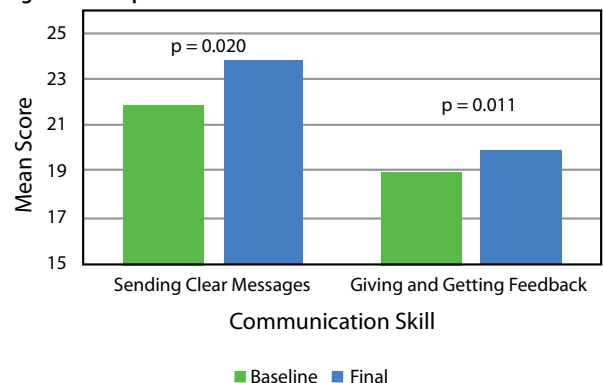 25
p = 0.020
23
p = 0.011
21
19
17
15
Mean Score
Sending Clear Messages
Giving and Getting Feedback
Communication Skill
Baseline
Final